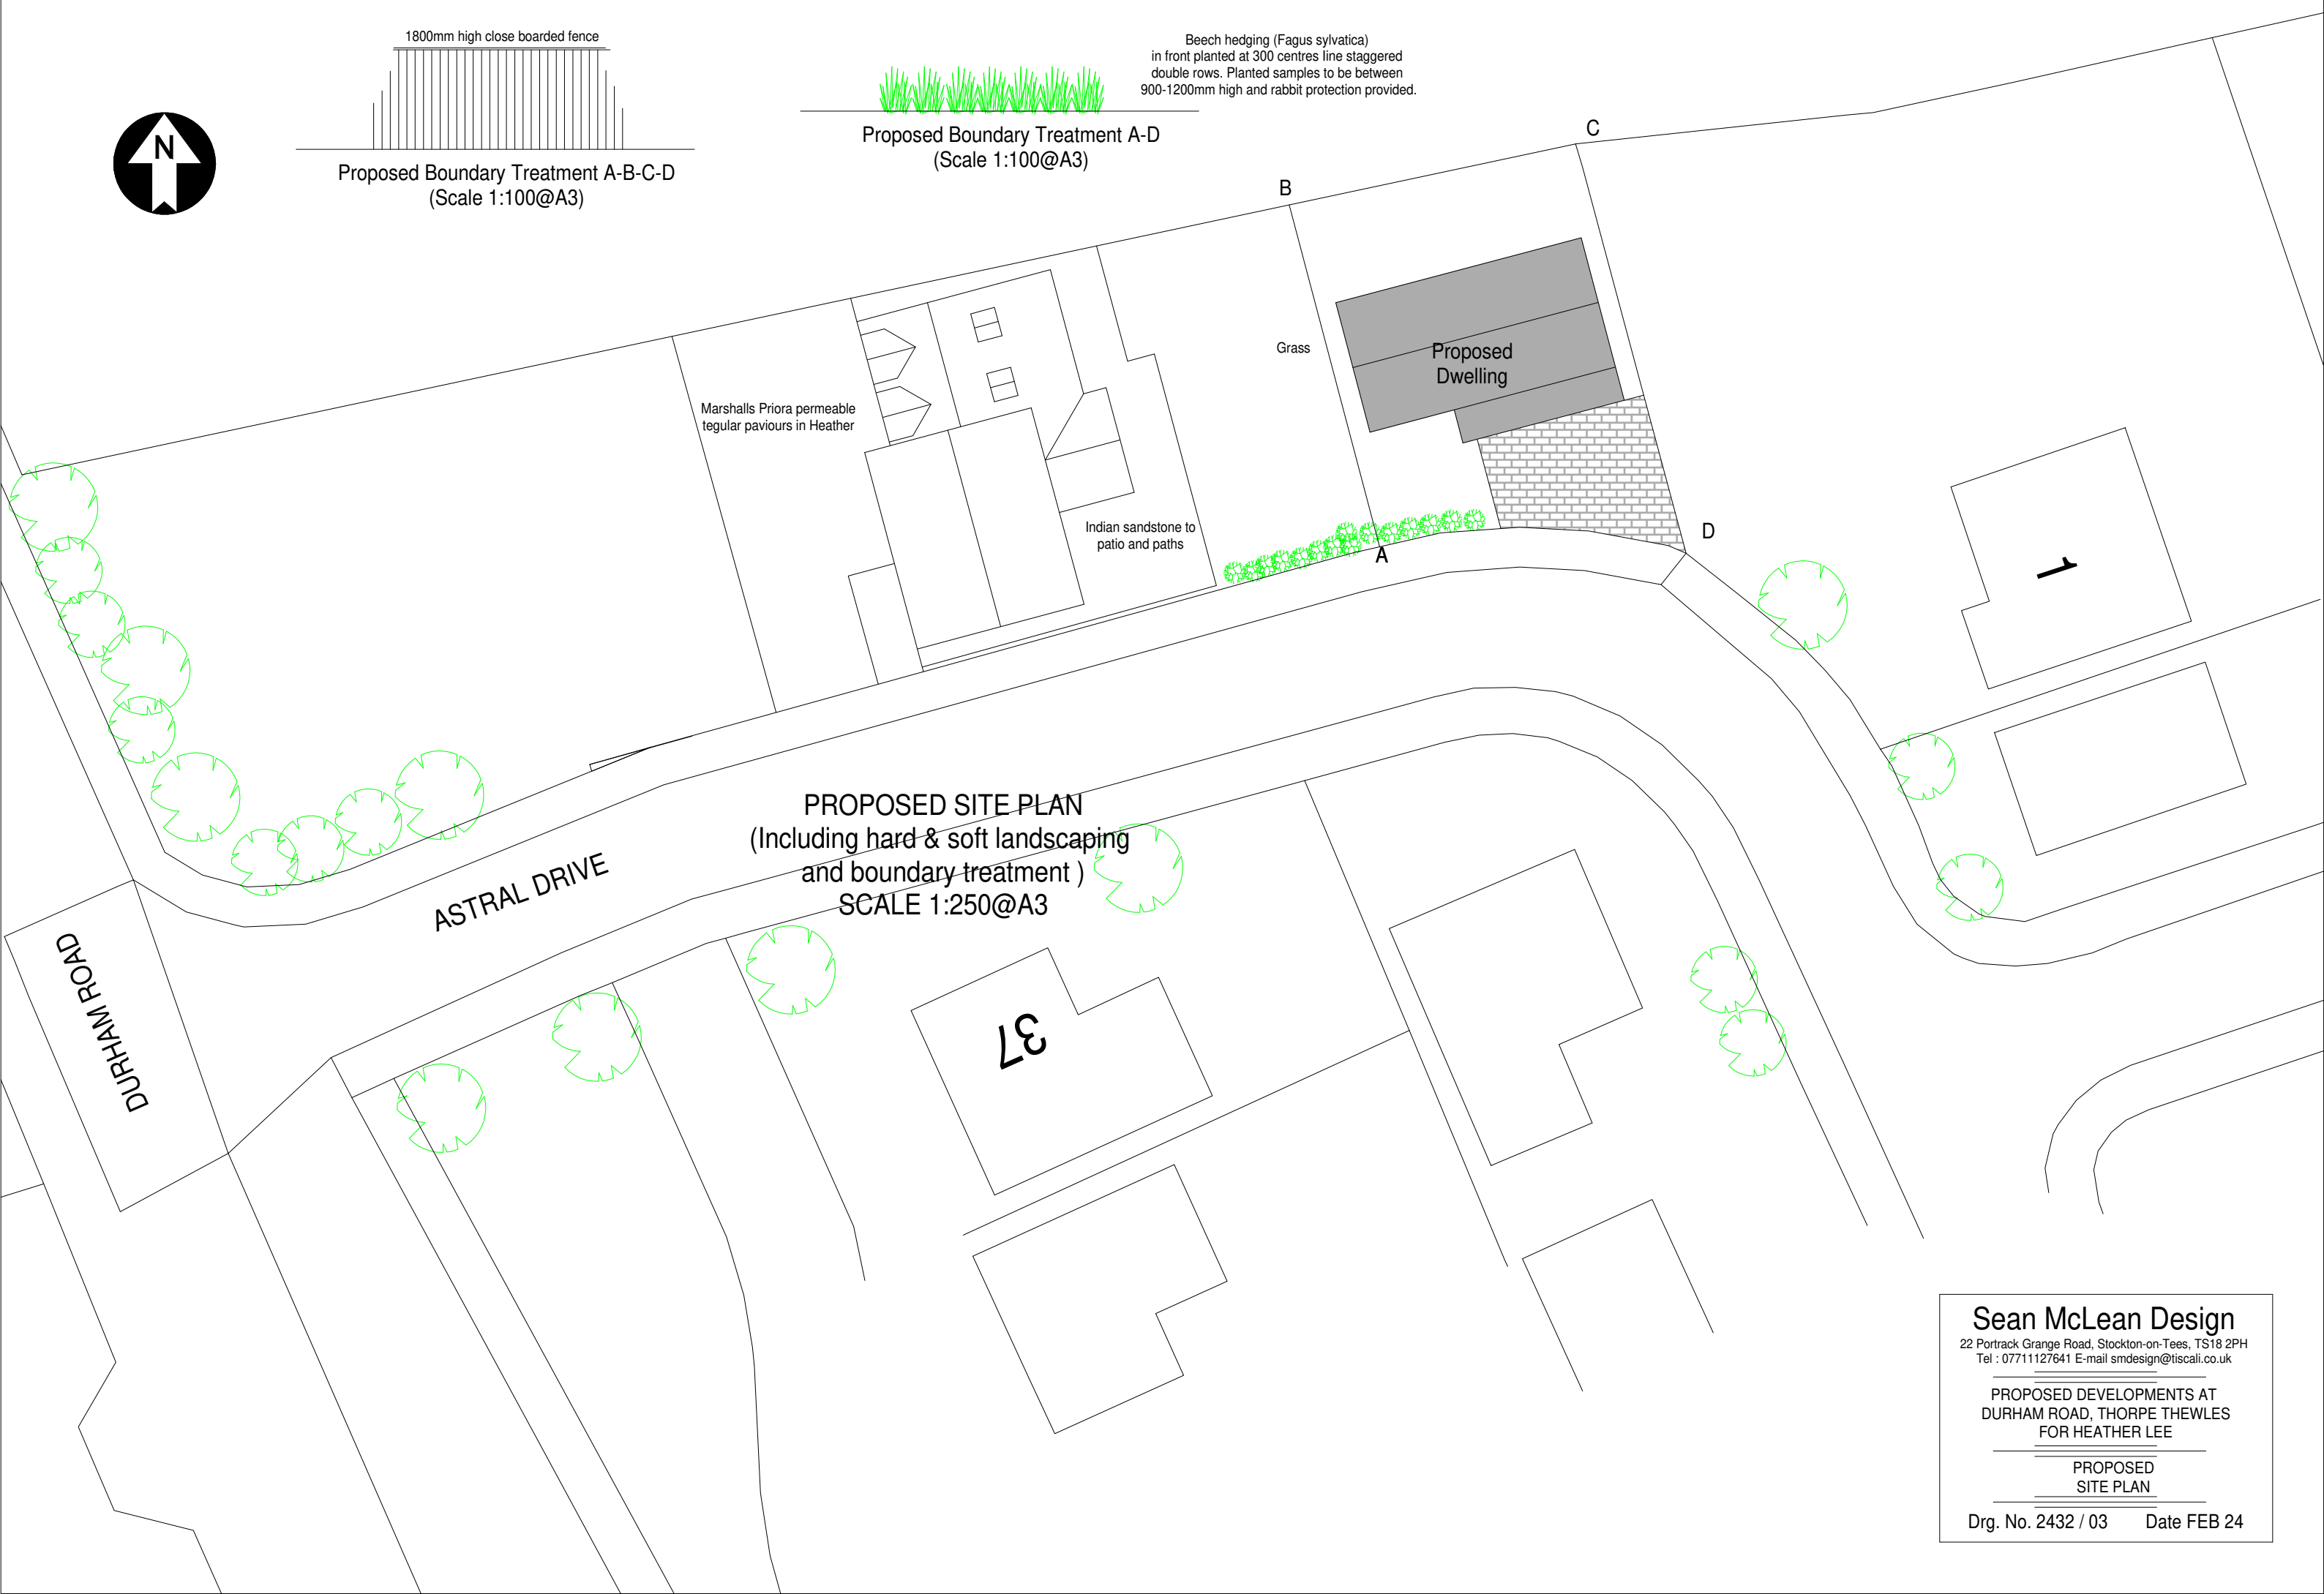 1800mm high close boarded fence
Proposed Boundary Treatment A-B-C-D
(Scale 1:100@A3)
N
Beech hedging (Fagus sylvatica)
in front planted at 300 centres line staggered
double rows. Planted samples to be between
900-1200mm high and rabbit protection provided.
Proposed Boundary Treatment A-D
(Scale 1:100@A3)
C
B
Grass
Proposed
Dwelling
Marshalls Priora permeable
tegular paviours in Heather
Indian sandstone to
patio and paths
A
D
1
PROPOSED SITE PLAN
(Including hard & soft landscaping
and boundary treatment )
SCALE 1:250@A3
ASTRAL DRIVE
DURHAM ROAD
37
Sean McLean Design
22 Portrack Grange Road, Stockton-on-Tees, TS18 2PH
Tel : 07711127641 E-mail smdesign@tiscali.co.uk
PROPOSED DEVELOPMENTS AT
DURHAM ROAD, THORPE THEWLES
FOR HEATHER LEE
PROPOSED
SITE PLAN
Drg. No. 2432 / 03 Date FEB 24